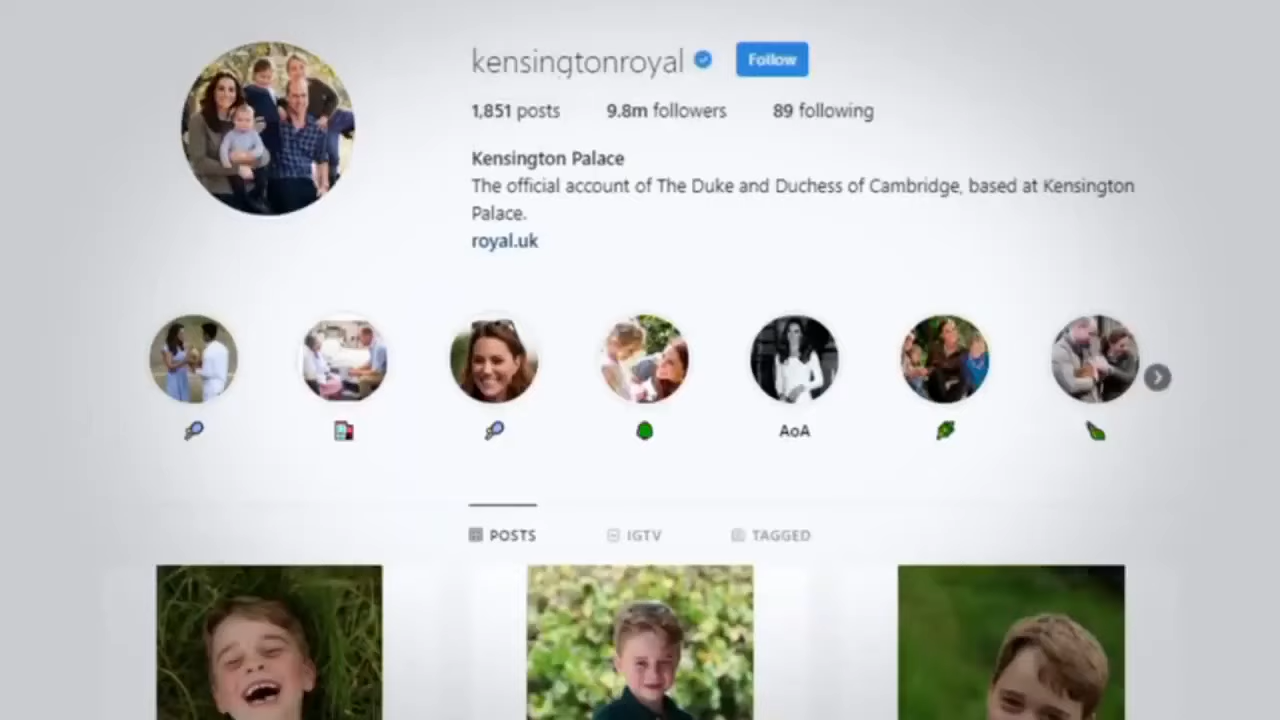 kensingtonroyal Follow
1,851 posts 9.8m followers 89 following
Kensington Palace
The official account of The Duke and Duchess of Cambridge, based at Kensington
Palace.
royal.uk
AoA
POSTS IGTV TAGGED